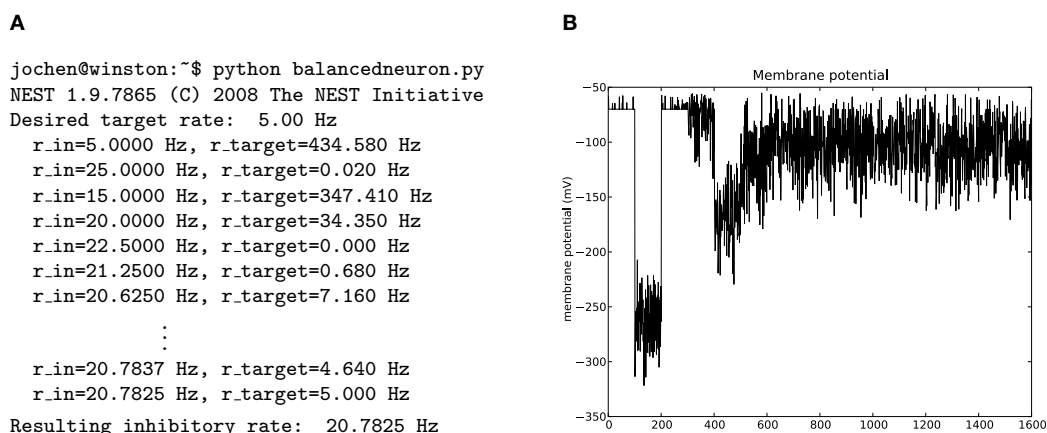 A
jochen@winston:~$ python balancedneuron.py
NEST 1.9.7865 (C) 2008 The NEST Initiative
Desired target rate: 5.00 Hz
r_in=5.0000 Hz, r_target=434.580 Hz
r_in=25.0000 Hz, r_target=0.020 Hz
r_in=15.0000 Hz, r_target=347.410 Hz
r_in=20.0000 Hz, r_target=34.350 Hz
r_in=22.5000 Hz, r_target=0.000 Hz
r_in=21.2500 Hz, r_target=0.680 Hz
r_in=20.6250 Hz, r_target=7.160 Hz
⋮
r_in=20.7837 Hz, r_target=4.640 Hz
r_in=20.7825 Hz, r_target=5.000 Hz
Resulting inhibitory rate: 20.7825 Hz
B
Membrane potential
membrane potential (mV)
−50
−100
−150
−200
−250
−300
−350
0 200 400 600 800 1000 1200 1400 1600